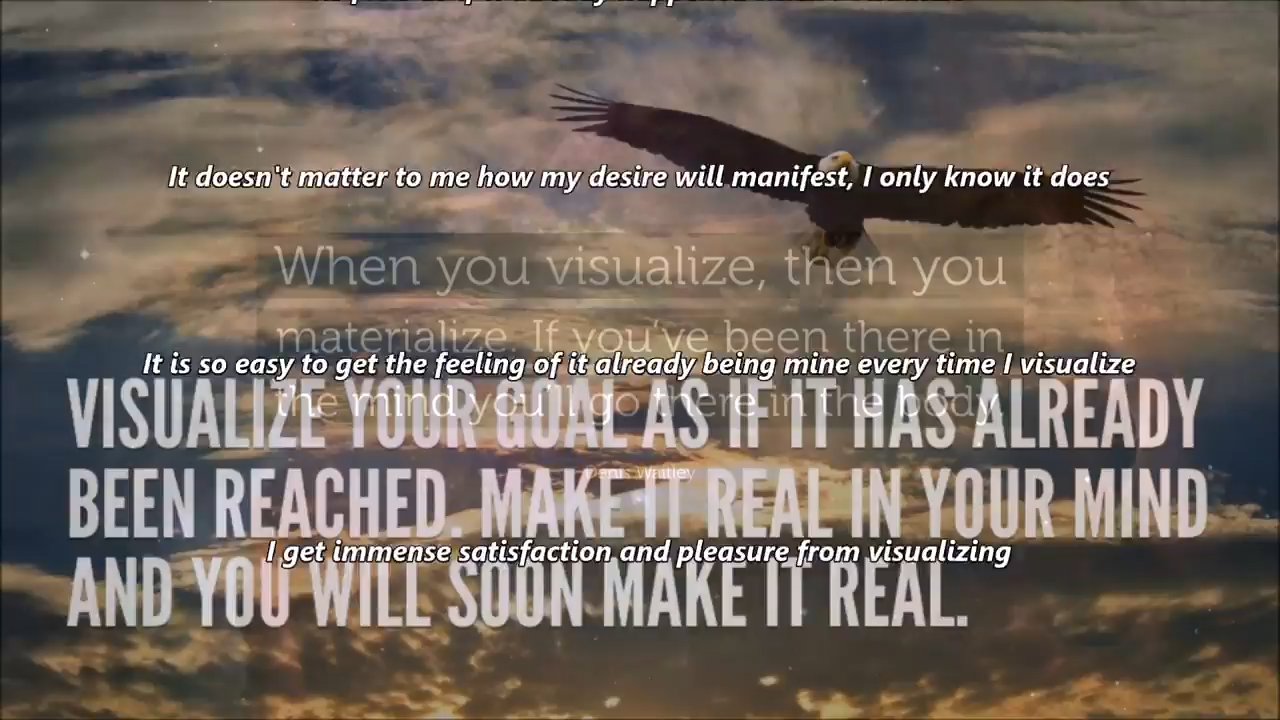 It doesn't matter to me how my desire will manifest, I only know it does
When you visualize, then you
materialize. If you've been there in
It is so easy to get the feeling of it already being mine every time I visualize
the mind you'll go there in the body.
VISUALIZE YOUR GOAL AS IF IT HAS ALREADY
Denis Waitley
BEEN REACHED. MAKE IT REAL IN YOUR MIND
I get immense satisfaction and pleasure from visualizing
AND YOU WILL SOON MAKE IT REAL.